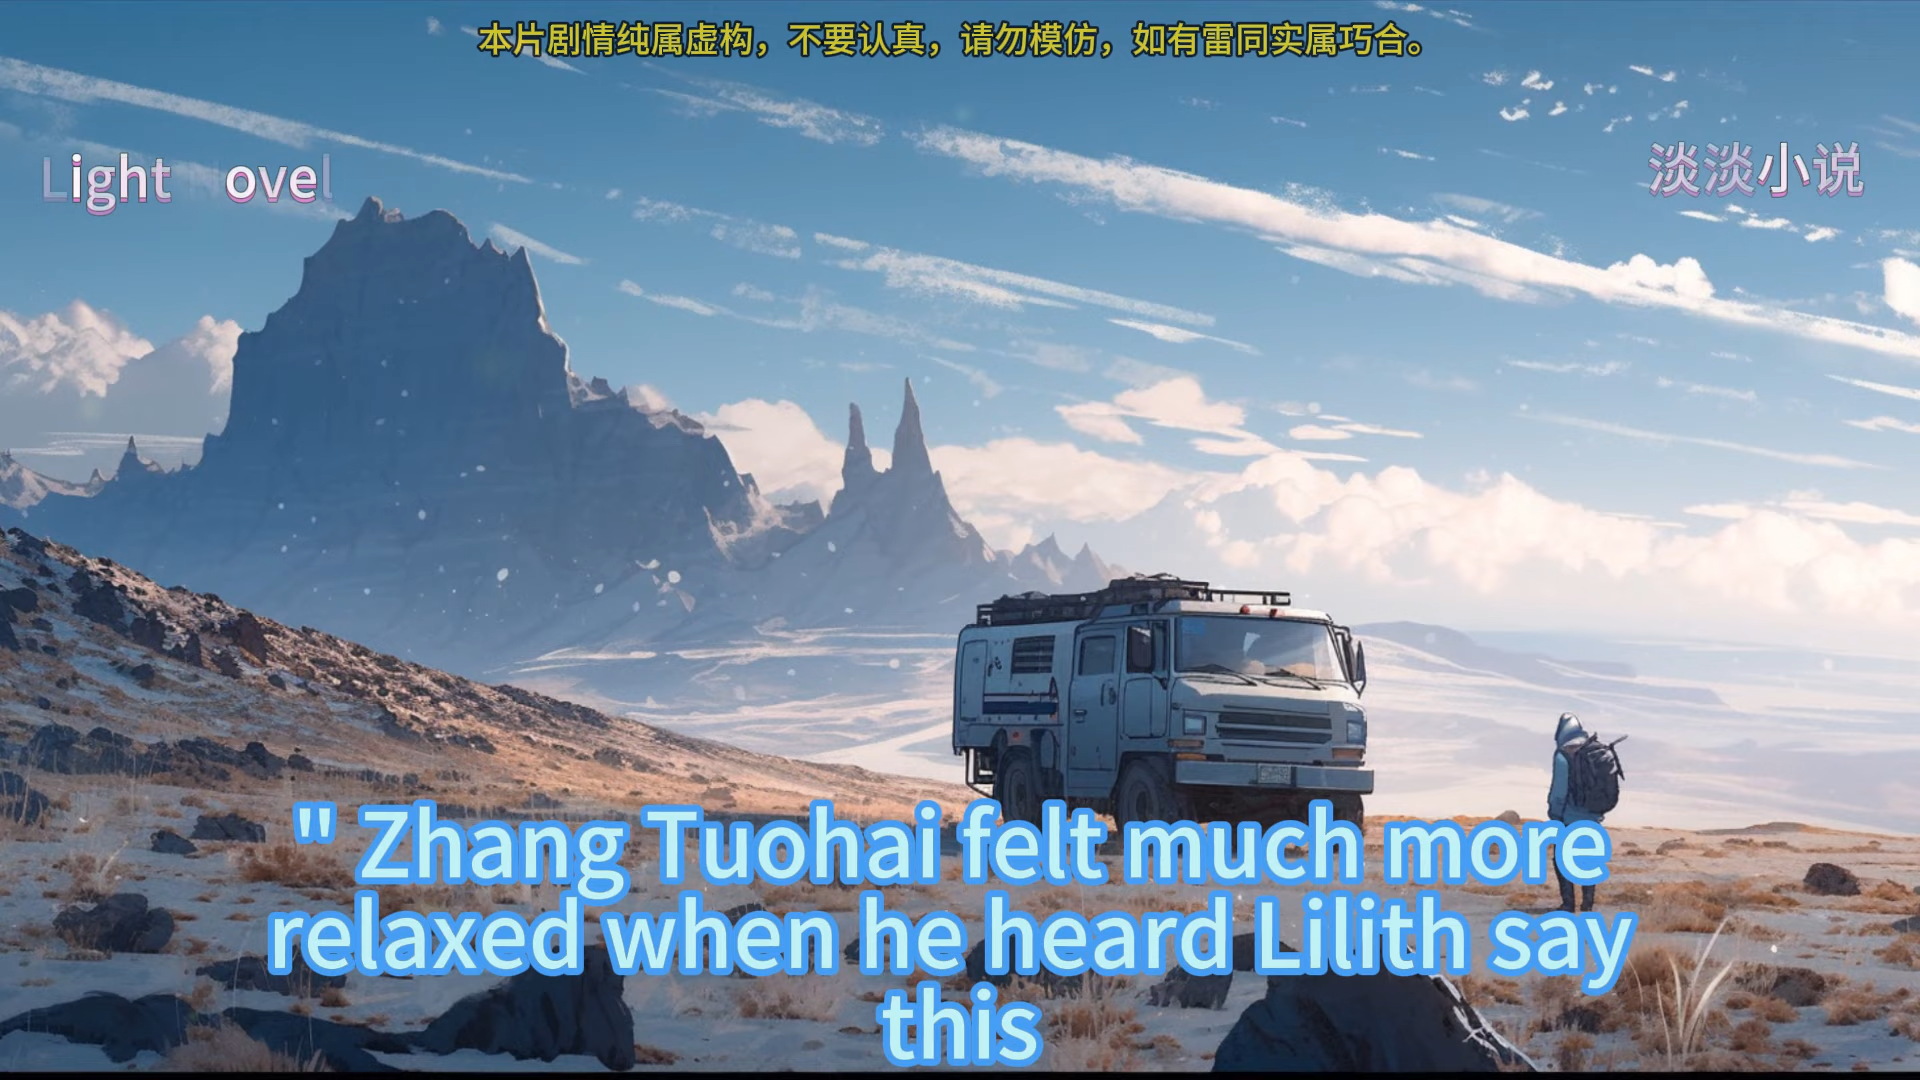 本片剧情纯属虚构，不要认真，请勿模仿，如有雷同实属巧合。
Light Novel
淡淡小说
" Zhang Tuohai felt much more
relaxed when he heard Lilith say
this